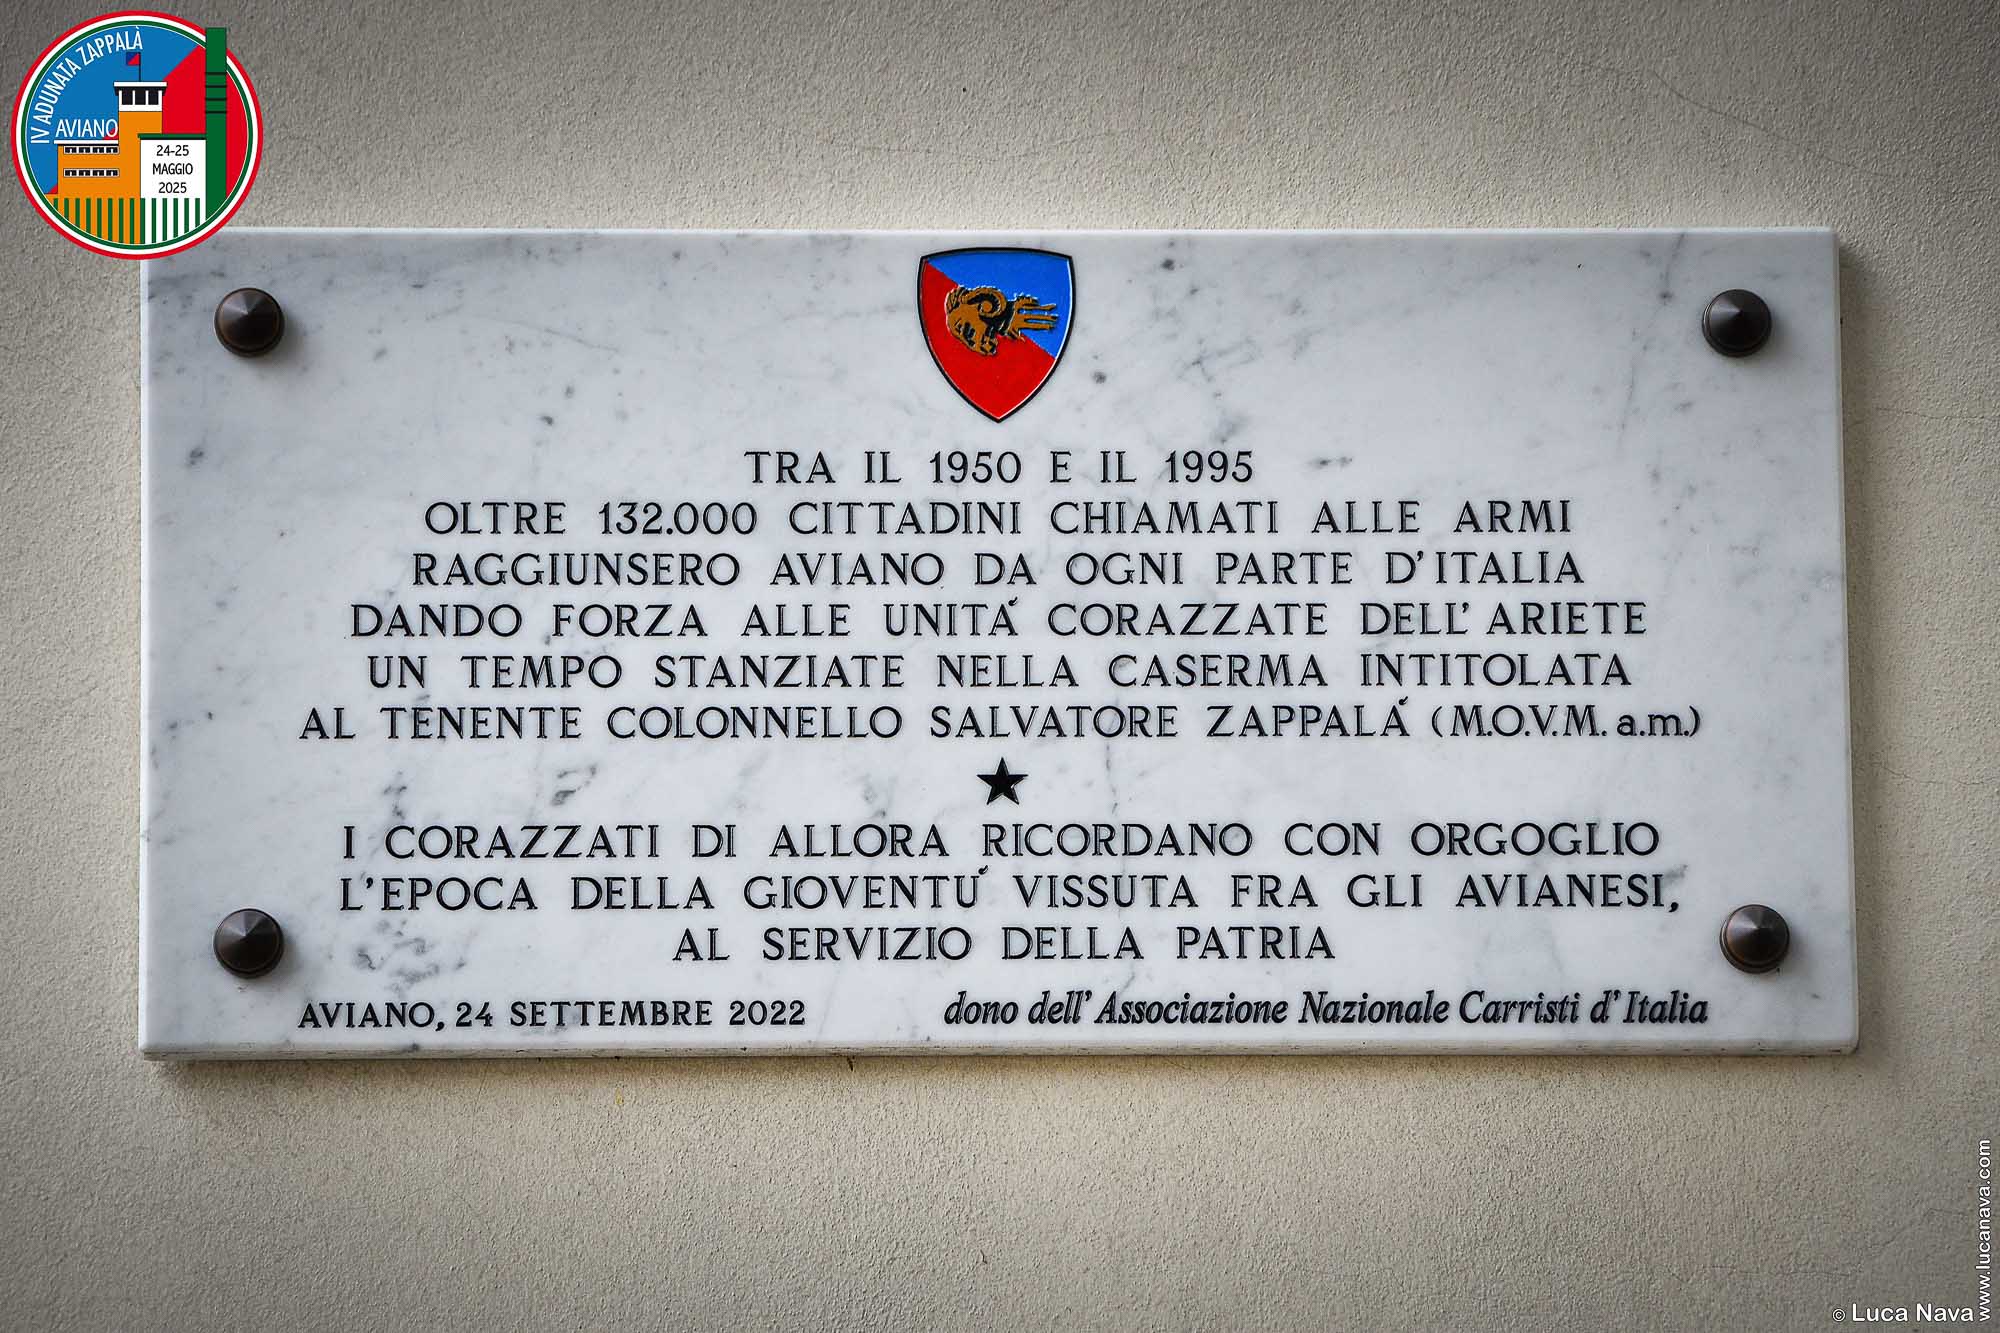 IV ADUNATA ZAPPALÀ
AVIANO
24-25
MAGGIO
2025
TRA IL 1950 E IL 1995
OLTRE 132.000 CITTADINI CHIAMATI ALLE ARMI
RAGGIUNSERO AVIANO DA OGNI PARTE D'ITALIA
DANDO FORZA ALLE UNITÁ CORAZZATE DELL'ARIETE
UN TEMPO STANZIATE NELLA CASERMA INTITOLATA
AL TENENTE COLONNELLO SALVATORE ZAPPALÁ (M.O.V.M. a.m.)
★
I CORAZZATI DI ALLORA RICORDANO CON ORGOGLIO
L'EPOCA DELLA GIOVENTÚ VISSUTA FRA GLI AVIANESI,
AL SERVIZIO DELLA PATRIA
AVIANO, 24 SETTEMBRE 2022 dono dell'Associazione Nazionale Carristi d'Italia
© Luca Nava
www.lucanava.com